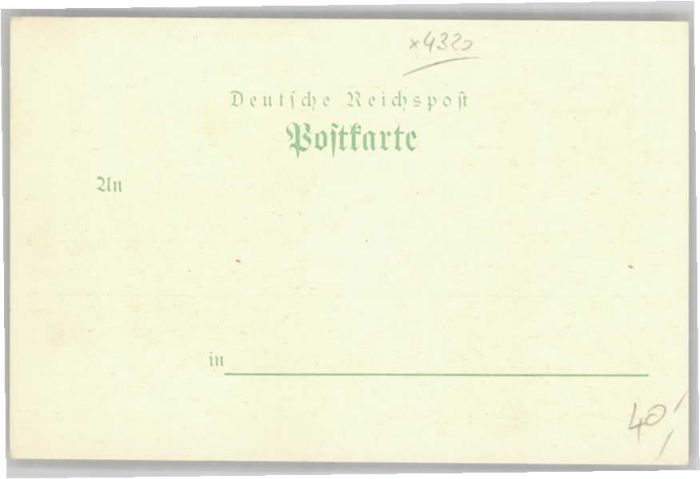 x4320
Deutſche Reichspoſt
Poſtkarte
An
in
40,-